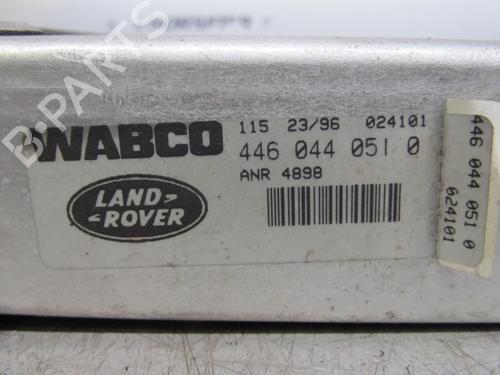 WABCO
115 23/96 024101
446 044 051 0
ANR 4898
LAND
ROVER
446 044 051 0
024101
B-PARTS